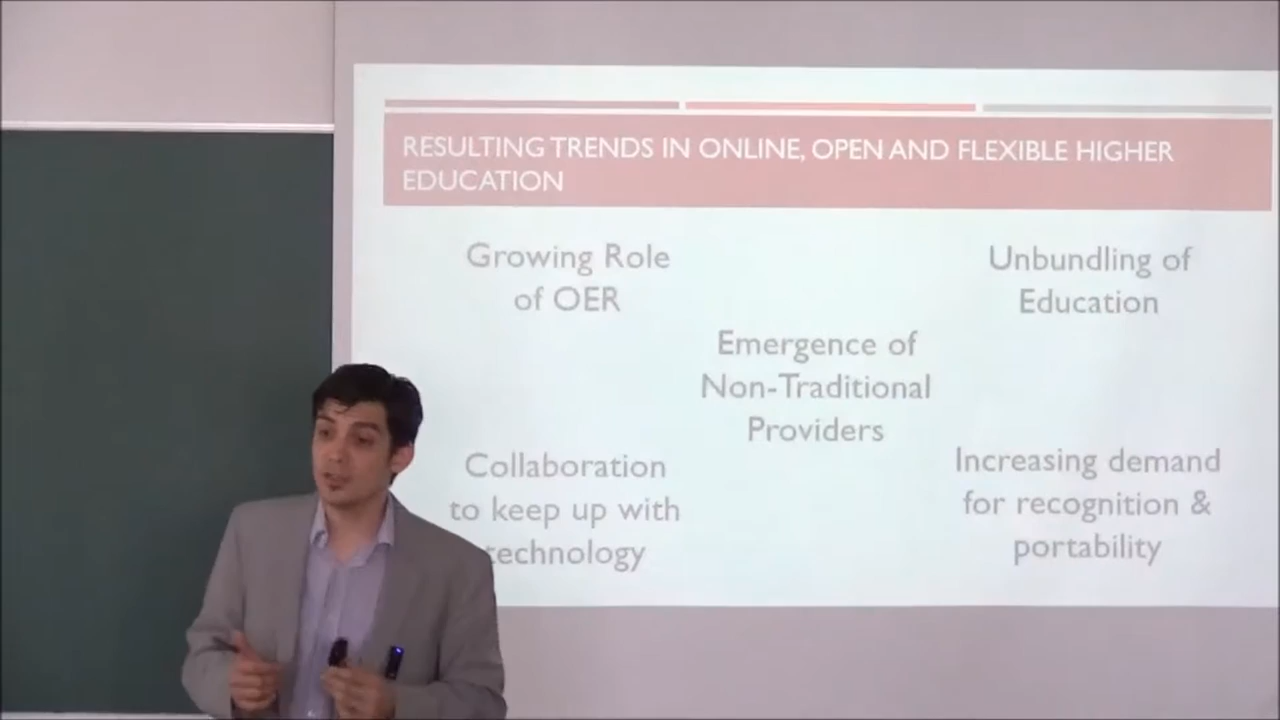 RESULTING TRENDS IN ONLINE, OPEN AND FLEXIBLE HIGHER
EDUCATION
Growing Role
of OER
Unbundling of
Education
Emergence of
Non-Traditional
Providers
Collaboration
to keep up with
technology
Increasing demand
for recognition &
portability